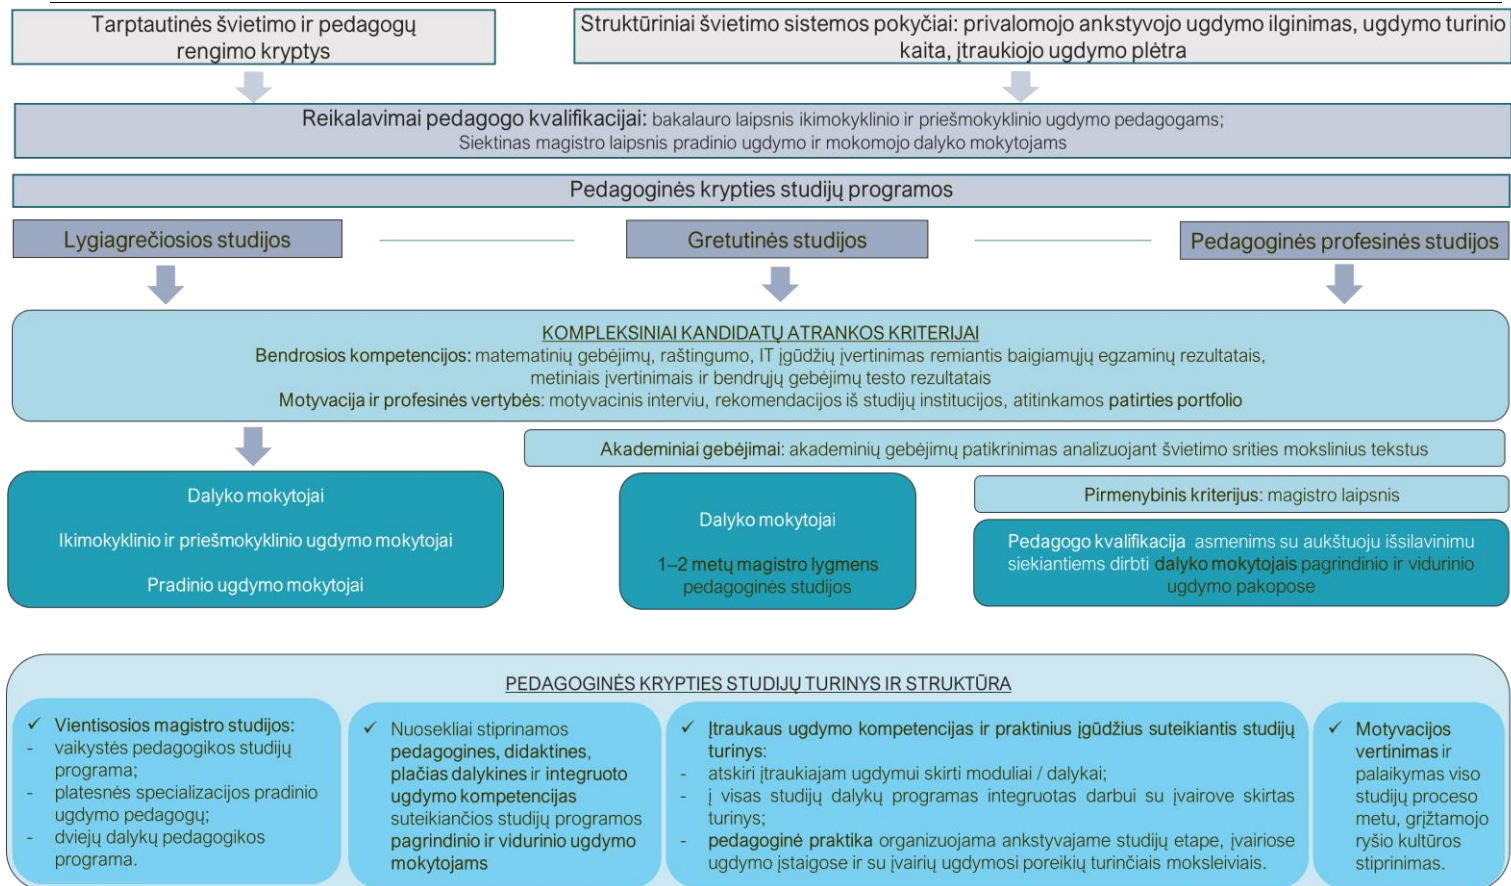 Tarptautinės švietimo ir pedagogų
rengimo kryptys
Struktūriniai švietimo sistemos pokyčiai: privalomojo ankstyvojo ugdymo ilginimas, ugdymo turinio
kaita, įtraukiojo ugdymo plėtra
Reikalavimai pedagogo kvalifikacijai: bakalauro laipsnis ikimokyklinio ir priešmokyklinio ugdymo pedagogams;
Siektinas magistro laipsnis pradinio ugdymo ir mokomojo dalyko mokytojams
Pedagoginės krypties studijų programos
Lygiagrečiosios studijos
Gretutinės studijos
Pedagoginės profesinės studijos
KOMPLEKSINIAI KANDIDATŲ ATRANKOS KRITERIJAI
Bendrosios kompetencijos: matematinių gebėjimų, raštingumo, IT įgūdžių įvertinimas remiantis baigiamųjų egzaminų rezultatais,
metiniais įvertinimais ir bendrųjų gebėjimų testo rezultatais
Motyvacija ir profesinės vertybės: motyvacinis interviu, rekomendacijos iš studijų institucijos, atitinkamos patirties portfolio
Akademiniai gebėjimai: akademinių gebėjimų patikrinimas analizuojant švietimo srities mokslinius tekstus
Dalyko mokytojai
Ikimokyklinio ir priešmokyklinio ugdymo mokytojai
Pradinio ugdymo mokytojai
Dalyko mokytojai
1–2 metų magistro lygmens
pedagoginės studijos
Pirmenybinis kriterijus: magistro laipsnis
Pedagogo kvalifikacija asmenims su aukštuoju išsilavinimu
siekiantiems dirbti dalyko mokytojais pagrindinio ir vidurinio
ugdymo pakopose
PEDAGOGINĖS KRYPTIES STUDIJŲ TURINYS IR STRUKTŪRA
✓ Vientisosios magistro studijos:
- vaikystės pedagogikos studijų
programa;
- platesnės specializacijos pradinio
ugdymo pedagogų;
- dviejų dalykų pedagogikos
programa.
✓ Nuosekliai stiprinamos
pedagogines, didaktines,
plačias dalykines ir integruoto
ugdymo kompetencijas
suteikiančios studijų programos
pagrindinio ir vidurinio ugdymo
mokytojams
✓ Įtraukaus ugdymo kompetencijas ir praktinius įgūdžius suteikiantis studijų
turinys:
- atskiri įtraukiajam ugdymui skirti moduliai / dalykai;
- į visas studijų dalykų programas integruotas darbui su įvairove skirtas
turinys;
- pedagoginė praktika organizuojama ankstyvajame studijų etape, įvairiose
ugdymo įstaigose ir su įvairių ugdymosi poreikių turinčiais moksleiviais.
✓ Motyvacijos
vertinimas ir
palaikymas viso
studijų proceso
metu, grįžtamojo
ryšio kultūros
stiprinimas.